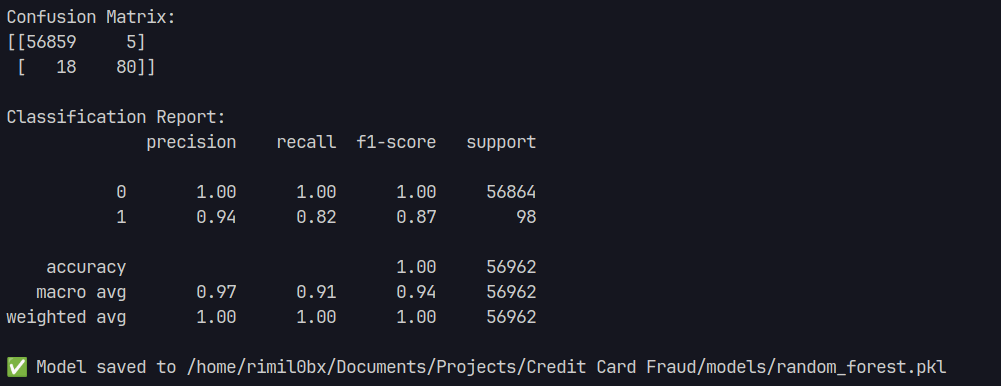 Confusion Matrix:
[[56859     5]
 [   18    80]]
Classification Report:
              precision    recall  f1-score   support
           0       1.00      1.00      1.00     56864
           1       0.94      0.82      0.87        98
    accuracy                           1.00     56962
   macro avg       0.97      0.91      0.94     56962
weighted avg       1.00      1.00      1.00     56962
✅ Model saved to /home/rimil0bx/Documents/Projects/Credit Card Fraud/models/random_forest.pkl